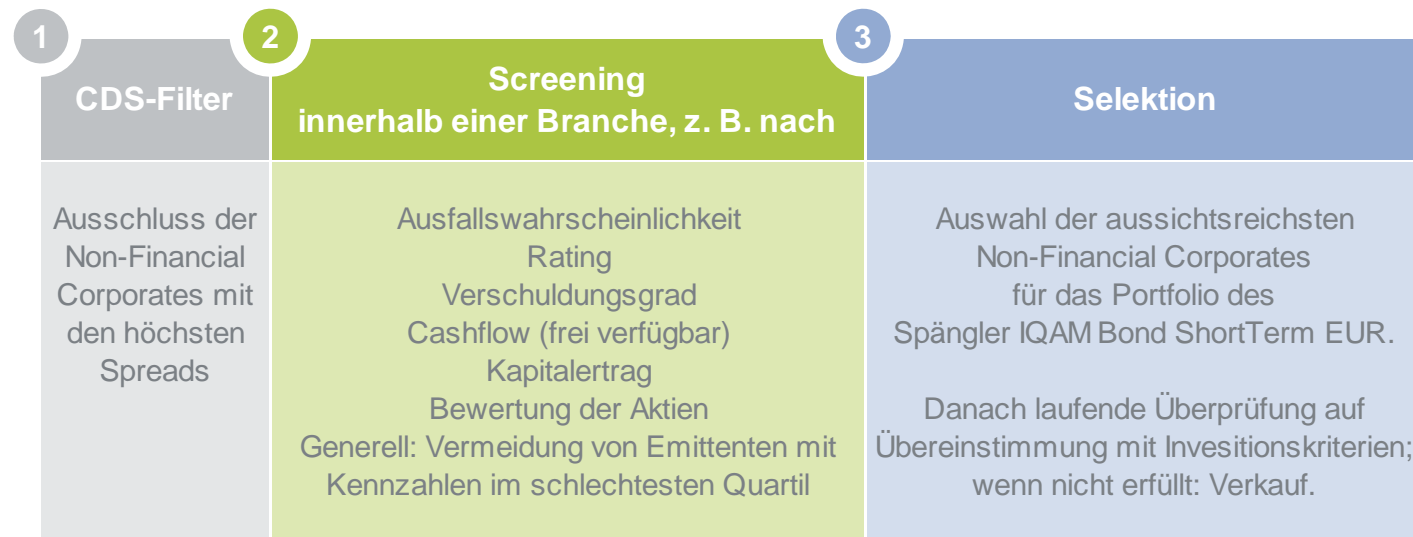 1
CDS-Filter
Ausschluss der
Non-Financial
Corporates mit
den höchsten
Spreads
2
Screening
innerhalb einer Branche, z. B. nach
Ausfallswahrscheinlichkeit
Rating
Verschuldungsgrad
Cashflow (frei verfügbar)
Kapitalertrag
Bewertung der Aktien
Generell: Vermeidung von Emittenten mit
Kennzahlen im schlechtesten Quartil
3
Selektion
Auswahl der aussichtsreichsten
Non-Financial Corporates
für das Portfolio des
Spängler IQAM Bond ShortTerm EUR.
Danach laufende Überprüfung auf
Übereinstimmung mit Invesitionskriterien;
wenn nicht erfüllt: Verkauf.